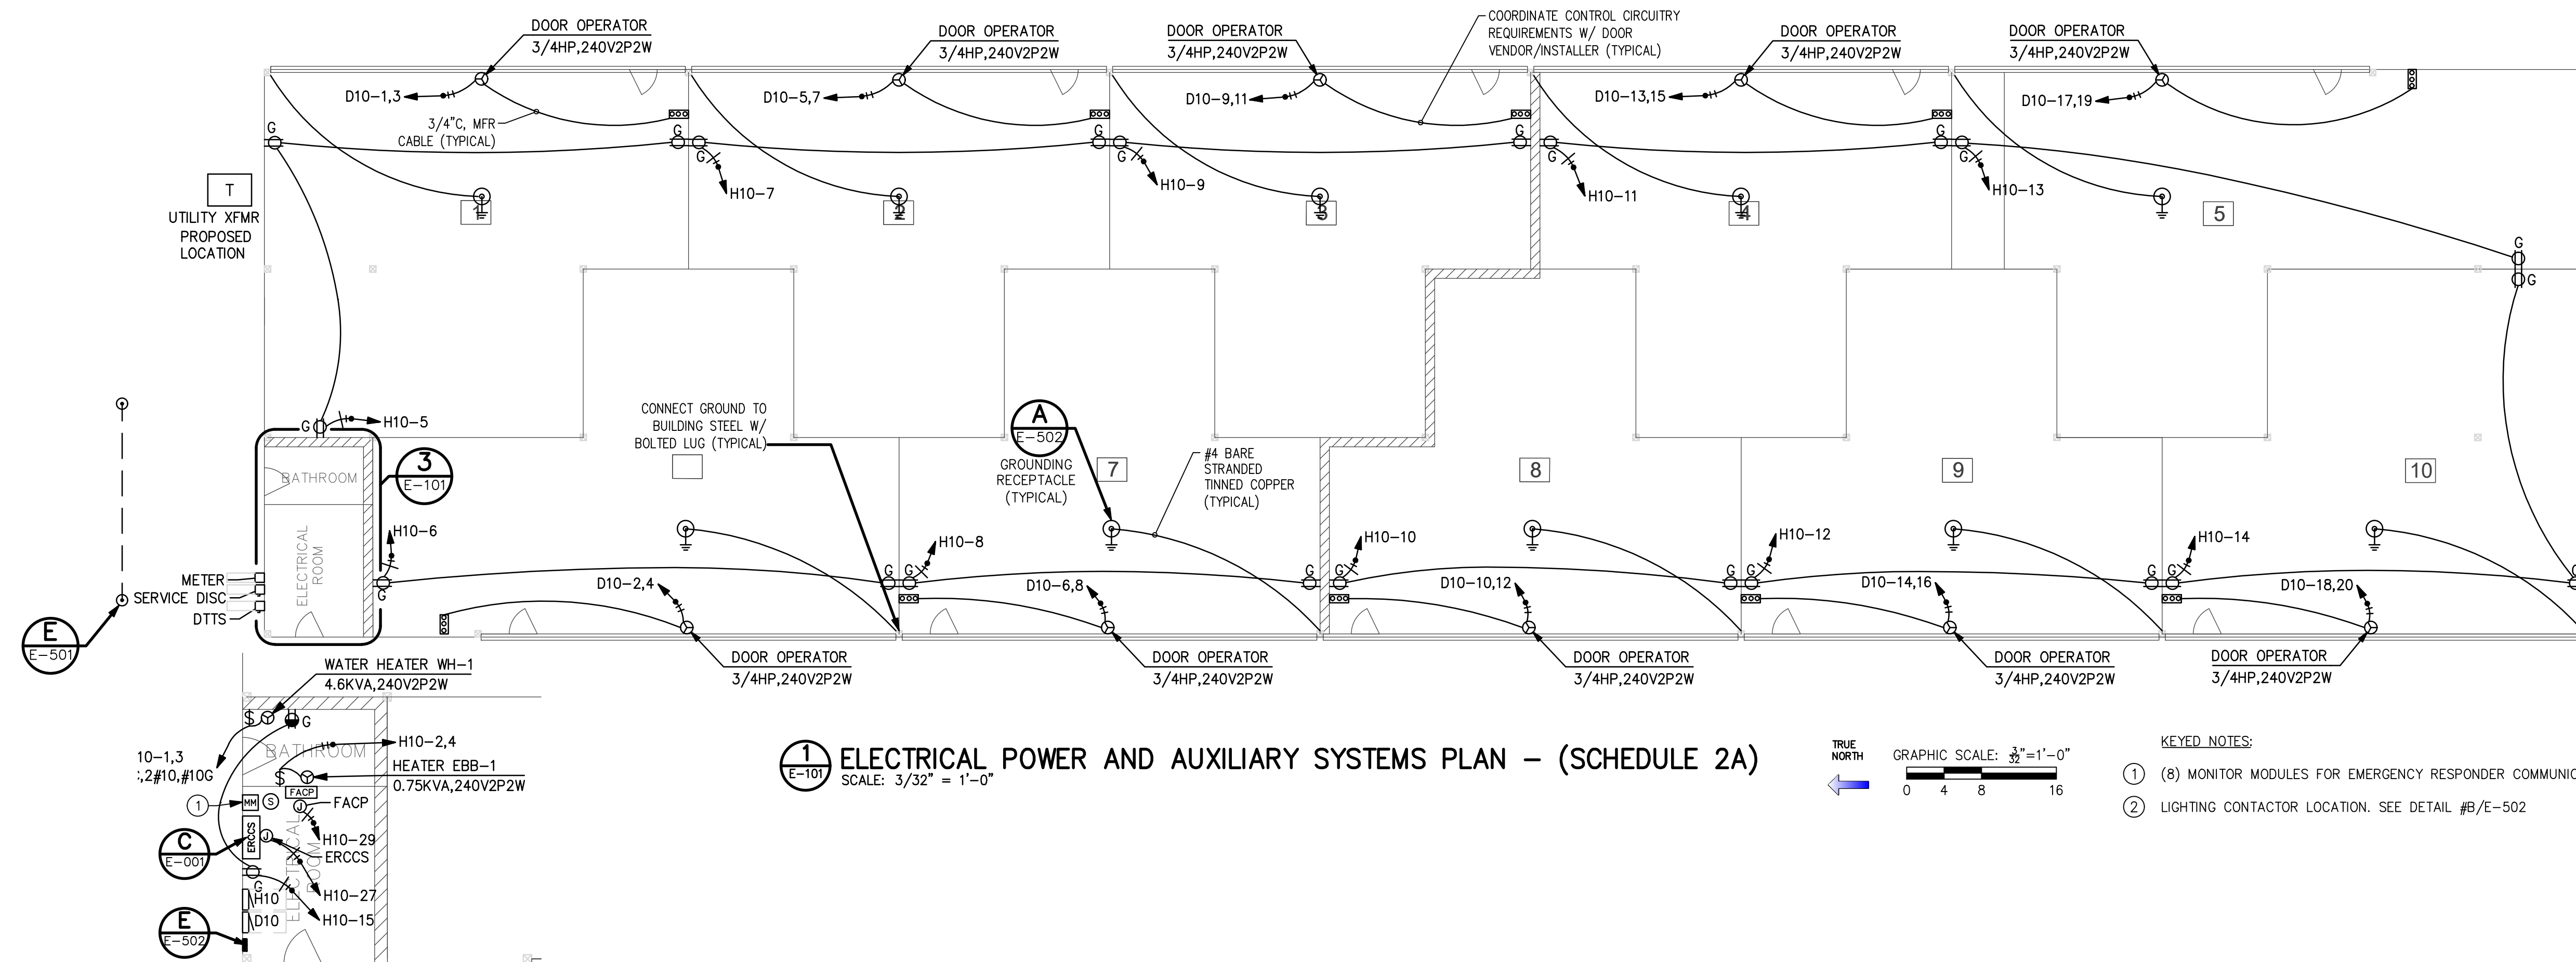 DOOR OPERATOR
3/4HP,240V2P2W
DOOR OPERATOR
3/4HP,240V2P2W
DOOR OPERATOR
3/4HP,240V2P2W
COORDINATE CONTROL CIRCUITRY
REQUIREMENTS W/ DOOR
VENDOR/INSTALLER (TYPICAL)
DOOR OPERATOR
3/4HP,240V2P2W
DOOR OPERATOR
3/4HP,240V2P2W
D10-1,3
D10-5,7
D10-9,11
D10-13,15
D10-17,19
3/4"C, MFR
CABLE (TYPICAL)
G
G
G
G
G
G
G
G
G
H10-7
H10-9
H10-11
H10-13
T
UTILITY XFMR
PROPOSED
LOCATION
1
2
3
4
5
G
G
G
H10-5
CONNECT GROUND TO
BUILDING STEEL W/
BOLTED LUG (TYPICAL)
A
E-502
GROUNDING
RECEPTACLE
(TYPICAL)
#4 BARE
STRANDED
TINNED COPPER
(TYPICAL)
7
8
9
10
BATHROOM
3
E-101
ELECTRICAL
ROOM
H10-6
H10-8
H10-10
H10-12
H10-14
G
G
G
G
G
G
G
G
G
G
METER
SERVICE DISC
DTTS
E
E-501
D10-2,4
D10-6,8
D10-10,12
D10-14,16
D10-18,20
DOOR OPERATOR
3/4HP,240V2P2W
DOOR OPERATOR
3/4HP,240V2P2W
DOOR OPERATOR
3/4HP,240V2P2W
DOOR OPERATOR
3/4HP,240V2P2W
DOOR OPERATOR
3/4HP,240V2P2W
WATER HEATER WH-1
4.6KVA,240V2P2W
$
G
10-1,3
,2#10,#10G
BATHROOM
H10-2,4
$
HEATER EBB-1
0.75KVA,240V2P2W
FACP
1
MM
S
J
FACP
H10-29
ERCCS
J
ERCCS
C
E-001
ELECTRICAL
ROOM
G
H10-27
H10
H10-15
D10
E
E-502
1
E-101
ELECTRICAL POWER AND AUXILIARY SYSTEMS PLAN - (SCHEDULE 2A)
SCALE: 3/32" = 1'-0"
TRUE
NORTH
GRAPHIC SCALE: 3/32"=1'-0"
0 4 8 16
KEYED NOTES:
1 (8) MONITOR MODULES FOR EMERGENCY RESPONDER COMMUNIC
2 LIGHTING CONTACTOR LOCATION. SEE DETAIL #B/E-502